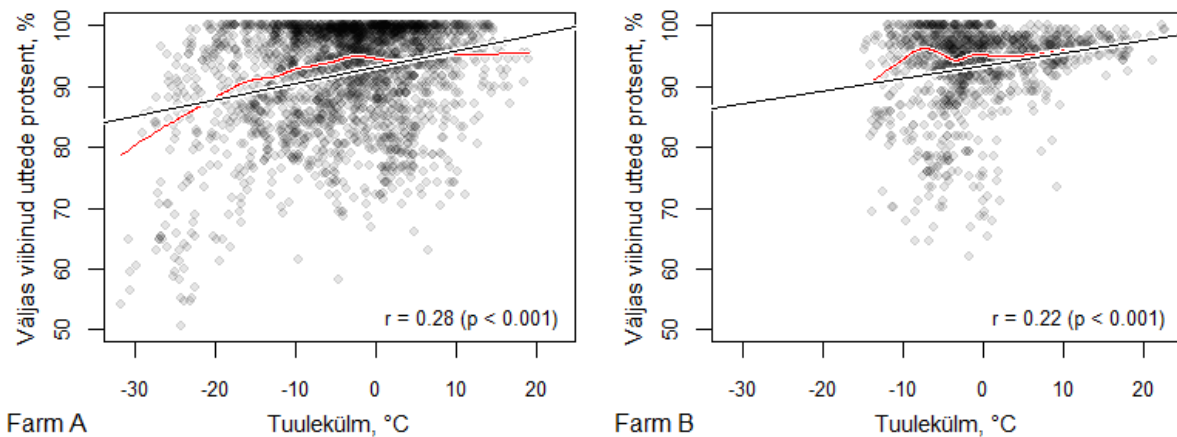 Väljas viibinud uttede protsent, %
100
90
80
70
60
50
r = 0.28 (p < 0.001)
-30 -20 -10 0 10 20
Farm A
Tuulekülm, °C
Väljas viibinud uttede protsent, %
100
90
80
70
60
50
r = 0.22 (p < 0.001)
-30 -20 -10 0 10 20
Farm B
Tuulekülm, °C